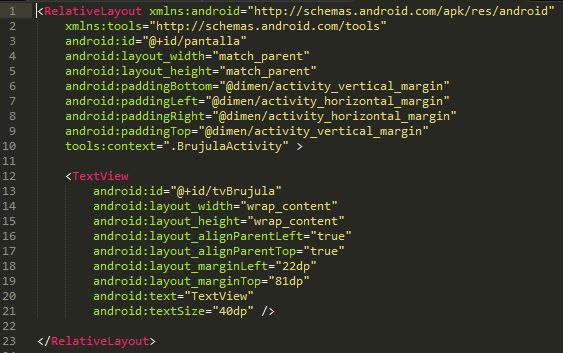 1 <RelativeLayout xmlns:android="http://schemas.android.com/apk/res/android"
2 xmlns:tools="http://schemas.android.com/tools"
3 android:id="@+id/pantalla"
4 android:layout_width="match_parent"
5 android:layout_height="match_parent"
6 android:paddingBottom="@dimen/activity_vertical_margin"
7 android:paddingLeft="@dimen/activity_horizontal_margin"
8 android:paddingRight="@dimen/activity_horizontal_margin"
9 android:paddingTop="@dimen/activity_vertical_margin"
10 tools:context=".BrujulaActivity" >
11
12 <TextView
13 android:id="@+id/tvBrujula"
14 android:layout_width="wrap_content"
15 android:layout_height="wrap_content"
16 android:layout_alignParentLeft="true"
17 android:layout_alignParentTop="true"
18 android:layout_marginLeft="22dp"
19 android:layout_marginTop="81dp"
20 android:text="TextView"
21 android:textSize="40dp" />
22
23 </RelativeLayout>